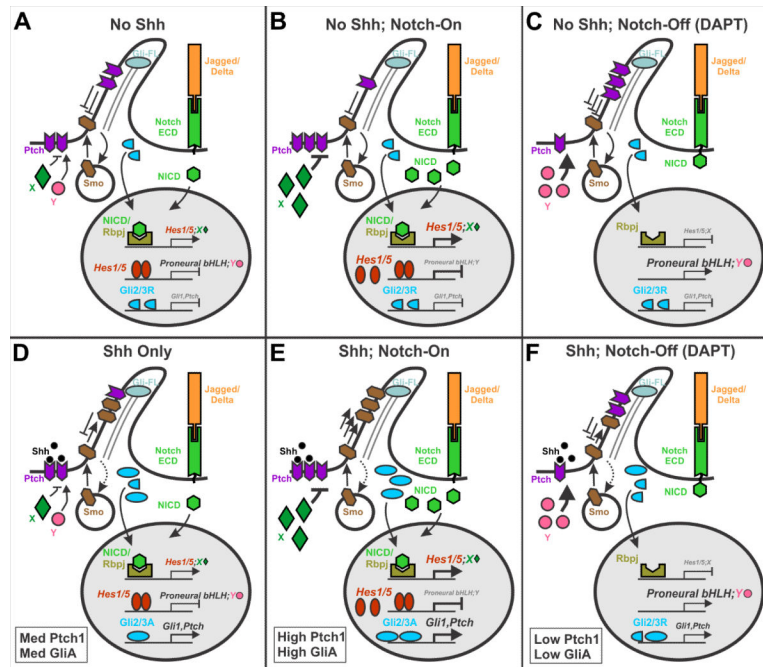 A
No Shh
Gli-FL
Jagged/
Delta
Notch
ECD
Ptch
X
Y
Smo
NICD
NICD/
Rbpj
Hes1/5;X
Hes1/5
Proneural bHLH;Y
Gli2/3R
Gli1,Ptch
B
No Shh; Notch-On
Gli-FL
Jagged/
Delta
Notch
ECD
Ptch
X
Smo
NICD
NICD/
Rbpj
Hes1/5;X
Hes1/5
Proneural bHLH;Y
Gli2/3R
Gli1,Ptch
C
No Shh; Notch-Off (DAPT)
Gli-FL
Jagged/
Delta
Notch
ECD
Ptch
Y
Smo
NICD
Rbpj
Hes1/5;X
Proneural bHLH;Y
Gli2/3R
Gli1,Ptch
D
Shh Only
Gli-FL
Jagged/
Delta
Shh
Notch
ECD
Ptch
X
Y
Smo
NICD
NICD/
Rbpj
Hes1/5;X
Hes1/5
Proneural bHLH;Y
Gli2/3A
Gli1,Ptch
Med Ptch1
Med GliA
E
Shh; Notch-On
Gli-FL
Jagged/
Delta
Shh
Notch
ECD
Ptch
X
Smo
NICD
NICD/
Rbpj
Hes1/5;X
Hes1/5
Proneural bHLH;Y
Gli2/3A
Gli1,Ptch
High Ptch1
High GliA
F
Shh; Notch-Off (DAPT)
Gli-FL
Jagged/
Delta
Shh
Notch
ECD
Ptch
Y
Smo
NICD
Rbpj
Hes1/5;X
Proneural bHLH;Y
Gli2/3R
Gli1,Ptch
Low Ptch1
Low GliA